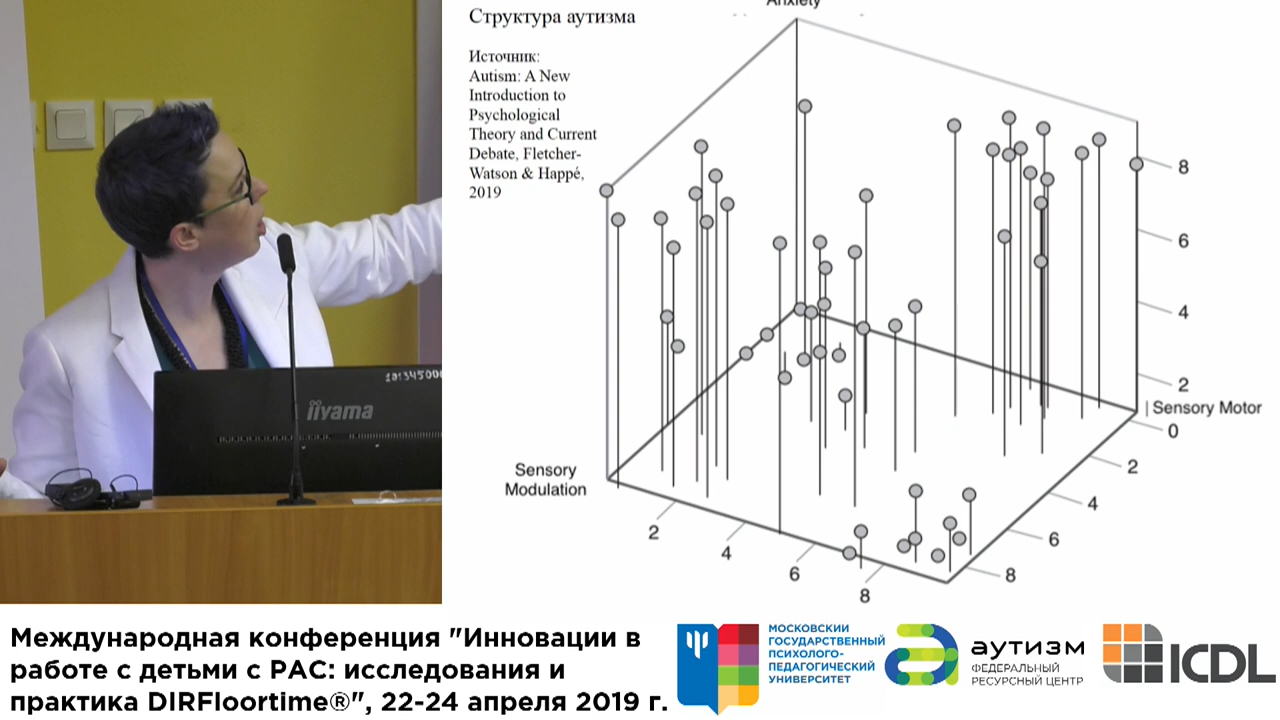 Структура аутизма
Источник:
Autism: A New
Introduction to
Psychological
Theory and Current
Debate, Fletcher-
Watson & Happé,
2019
Anxiety
8
6
4
2
Sensory Motor
0
2
4
6
8
Sensory
Modulation
2
4
6
8
iiyama
Международная конференция "Инновации в
работе с детьми с РАС: исследования и
практика DIRFloortime®", 22-24 апреля 2019 г.
МОСКОВСКИЙ
ГОСУДАРСТВЕННЫЙ
ПСИХОЛОГО-
ПЕДАГОГИЧЕСКИЙ
УНИВЕРСИТЕТ
аутизм
ФЕДЕРАЛЬНЫЙ
РЕСУРСНЫЙ ЦЕНТР
ICDL